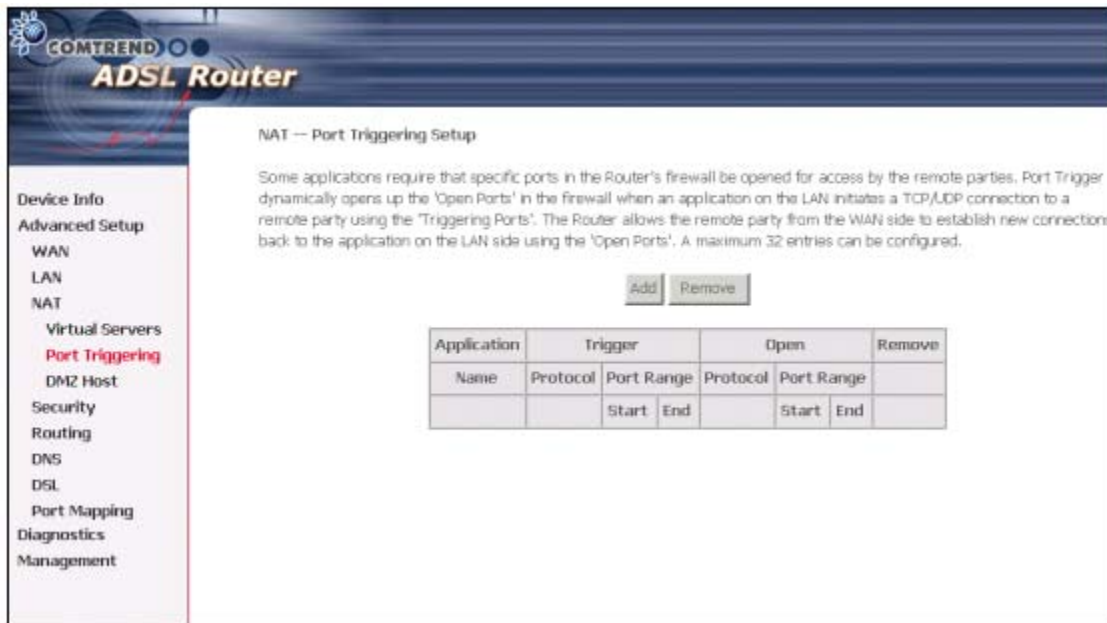 COMTREND
ADSL Router
Device Info
Advanced Setup
WAN
LAN
NAT
Virtual Servers
Port Triggering
DMZ Host
Security
Routing
DNS
DSL
Port Mapping
Diagnostics
Management
NAT -- Port Triggering Setup
Some applications require that specific ports in the Router's firewall be opened for access by the remote parties. Port Trigger
dynamically opens up the 'Open Ports' in the firewall when an application on the LAN initiates a TCP/UDP connection to a
remote party using the 'Triggering Ports'. The Router allows the remote party from the WAN side to establish new connections
back to the application on the LAN side using the 'Open Ports'. A maximum 32 entries can be configured.
Add Remove
Application Trigger Open Remove
Name Protocol Port Range Protocol Port Range
Start End Start End